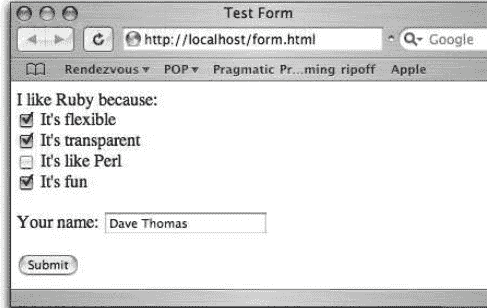 Test Form
http://localhost/form.html
Google
Rendezvous POP Pragmatic Pr...ming ripoff Apple
I like Ruby because:
It's flexible
It's transparent
It's like Perl
It's fun
Your name: Dave Thomas
Submit